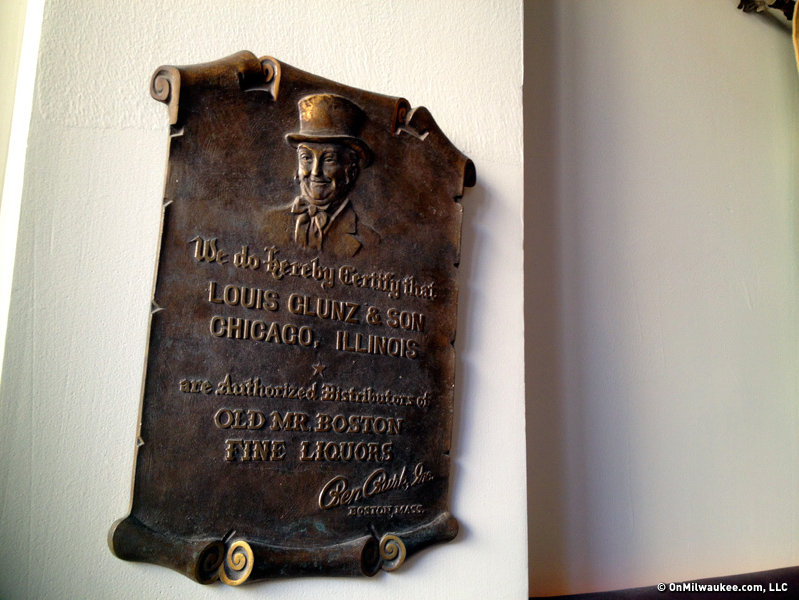 We do hereby Certify that
LOUIS GLUNZ & SON
CHICAGO, ILLINOIS
are Authorized Distributors of
OLD MR. BOSTON
FINE LIQUORS
Ben Burk, Inc.
BOSTON, MASS.
© OnMilwaukee.com, LLC